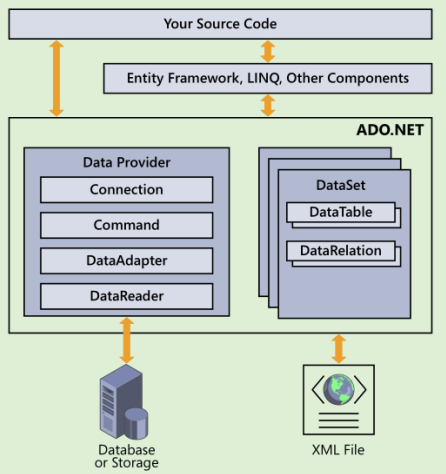 Your Source Code
Entity Framework, LINQ, Other Components
ADO.NET
Data Provider
Connection
Command
DataAdapter
DataReader
DataSet
DataTable
DataRelation
Database
or Storage
XML File